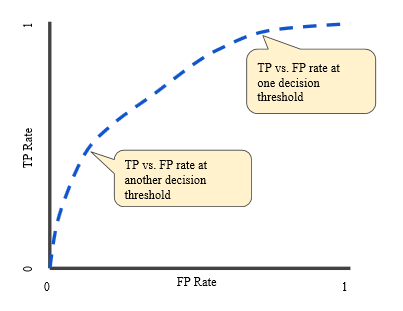 1
TP vs. FP rate at
one decision
threshold
TP Rate
TP vs. FP rate at
another decision
threshold
0
0
FP Rate
1